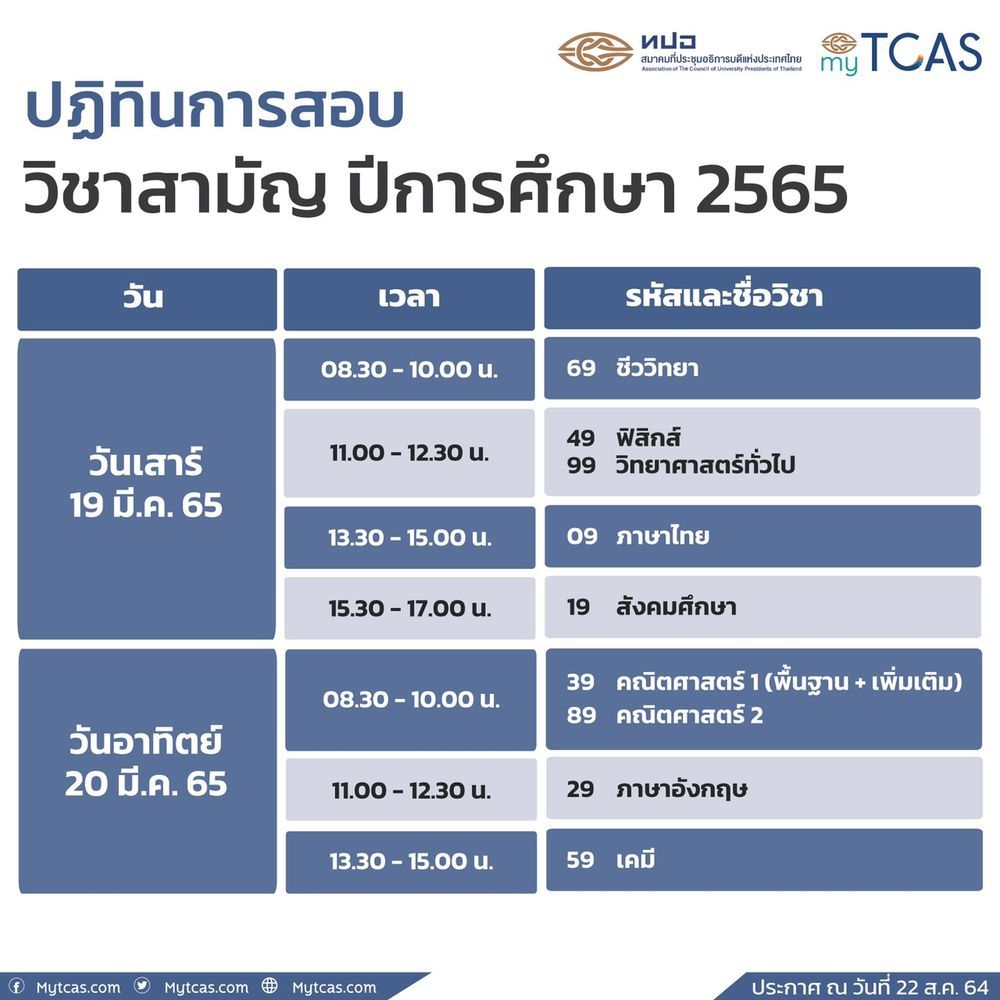 ทปอ
สมาคมที่ประชุมอธิการบดีแห่งประเทศไทย
Association of The Council of University Presidents of Thailand
my TCAS
ปฏิทินการสอบ
วิชาสามัญ ปีการศึกษา 2565
วัน เวลา รหัสและชื่อวิชา
วันเสาร์
19 มี.ค. 65
08.30 - 10.00 น. 69 ชีววิทยา
11.00 - 12.30 น. 49 ฟิสิกส์
99 วิทยาศาสตร์ทั่วไป
13.30 - 15.00 น. 09 ภาษาไทย
15.30 - 17.00 น. 19 สังคมศึกษา
วันอาทิตย์
20 มี.ค. 65
08.30 - 10.00 น. 39 คณิตศาสตร์ 1 (พื้นฐาน + เพิ่มเติม)
89 คณิตศาสตร์ 2
11.00 - 12.30 น. 29 ภาษาอังกฤษ
13.30 - 15.00 น. 59 เคมี
Mytcas.com Mytcas.com Mytcas.com
ประกาศ ณ วันที่ 22 ส.ค. 64